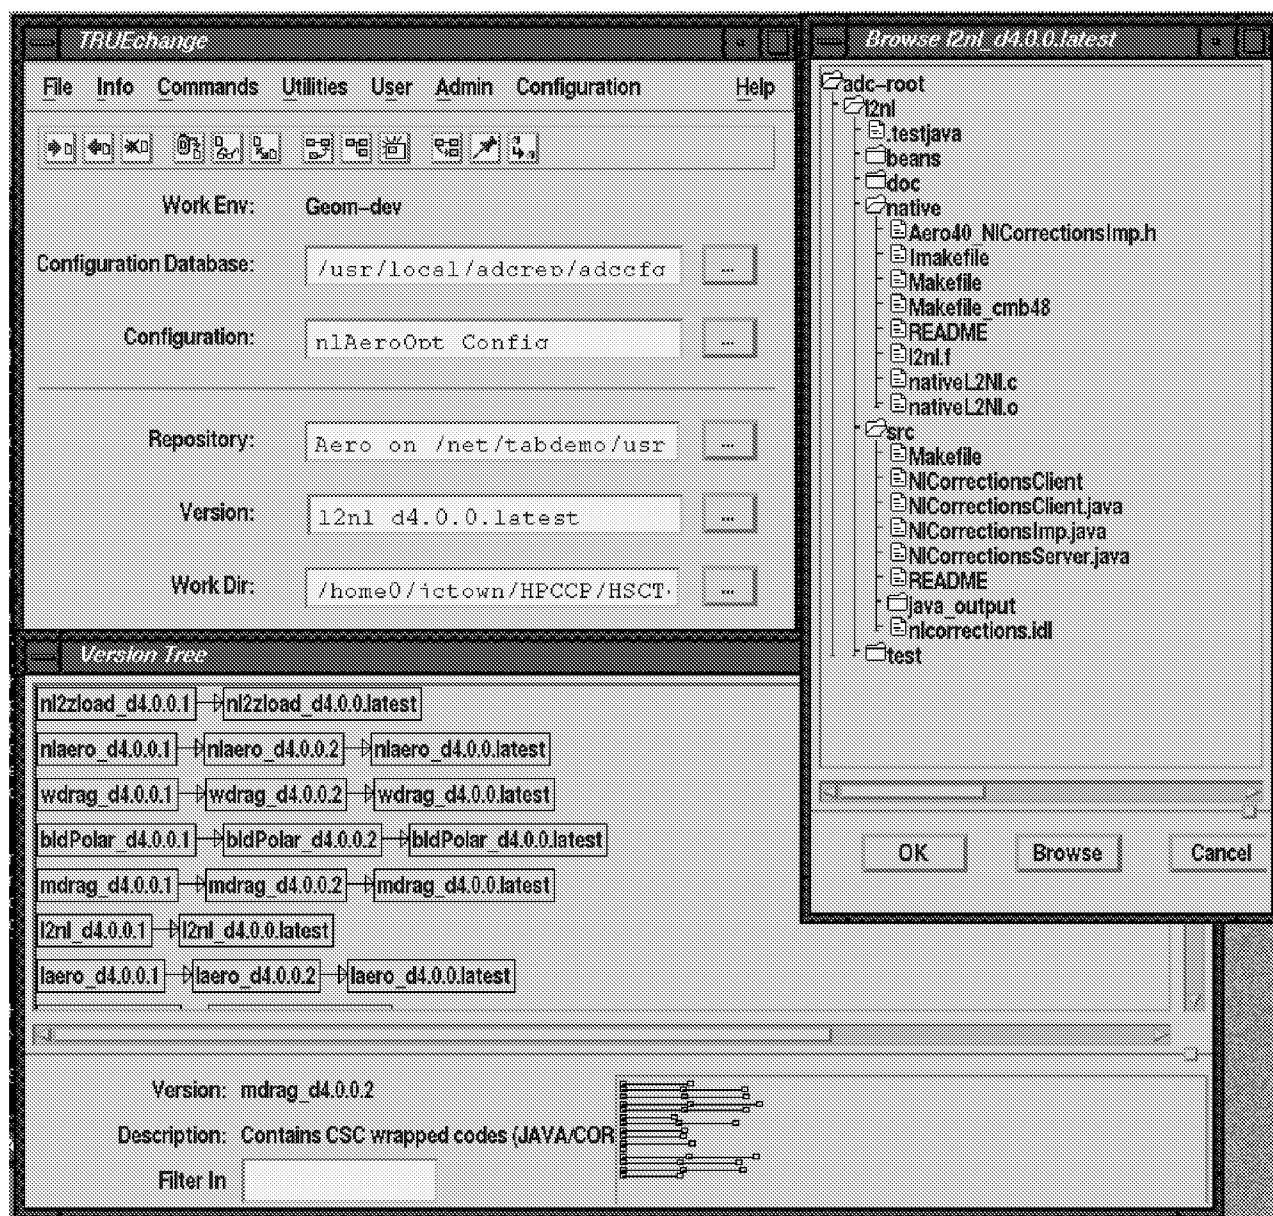 TRUEchange
File Info Commands Utilities User Admin Configuration Help
Work Env: Geom-dev
Configuration Database: /usr/local/adcrep/adccfg ...
Configuration: nlAeroOpt Config ...
Repository: Aero on /net/tabdemo/usr ...
Version: l2nl d4.0.0.latest ...
Work Dir: /home0/jctown/HPCCP/HSCT- ...
Browse l2nl_d4.0.0.latest
adc-root
l2nl
.testjava
beans
doc
native
Aero40_NlCorrectionsImp.h
Imakefile
Makefile
Makefile_cmb48
README
l2nl.f
nativeL2Nl.c
nativeL2Nl.o
src
Makefile
NlCorrectionsClient
NlCorrectionsClient.java
NlCorrectionsImp.java
NlCorrectionsServer.java
README
java_output
nlcorrections.idl
test
OK Browse Cancel
Version Tree
nl2zload_d4.0.0.1 nl2zload_d4.0.0.latest
nlaero_d4.0.0.1 nlaero_d4.0.0.2 nlaero_d4.0.0.latest
wdrag_d4.0.0.1 wdrag_d4.0.0.2 wdrag_d4.0.0.latest
bldPolar_d4.0.0.1 bldPolar_d4.0.0.2 bldPolar_d4.0.0.latest
mdrag_d4.0.0.1 mdrag_d4.0.0.2 mdrag_d4.0.0.latest
l2nl_d4.0.0.1 l2nl_d4.0.0.latest
laero_d4.0.0.1 laero_d4.0.0.2 laero_d4.0.0.latest
Version: mdrag_d4.0.0.2
Description: Contains CSC wrapped codes (JAVA/COR
Filter In